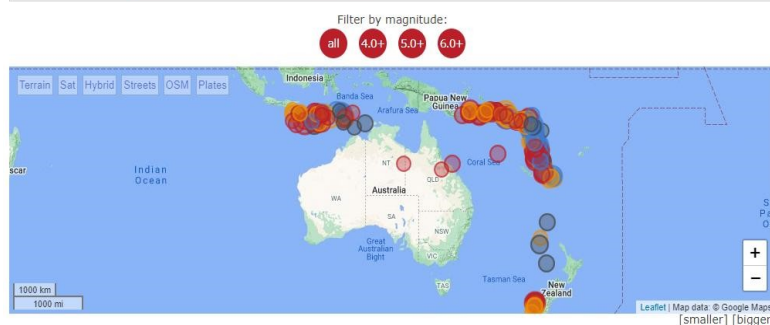 Filter by magnitude:
all 4.0+ 5.0+ 6.0+
Terrain Sat Hybrid Streets OSM Plates
Indonesia
Banda Sea
Papua New
Guinea
Arafura Sea
Indian
Ocean
scar
NT
QLD
Coral Sea
Australia
WA
SA
NSW
Great
Australian
Bight
VIC
TAS
Tasman Sea
New
Zealand
S
P
O
+
−
1000 km
1000 mi
Leaflet | Map data: © Google Maps
[smaller] [bigger